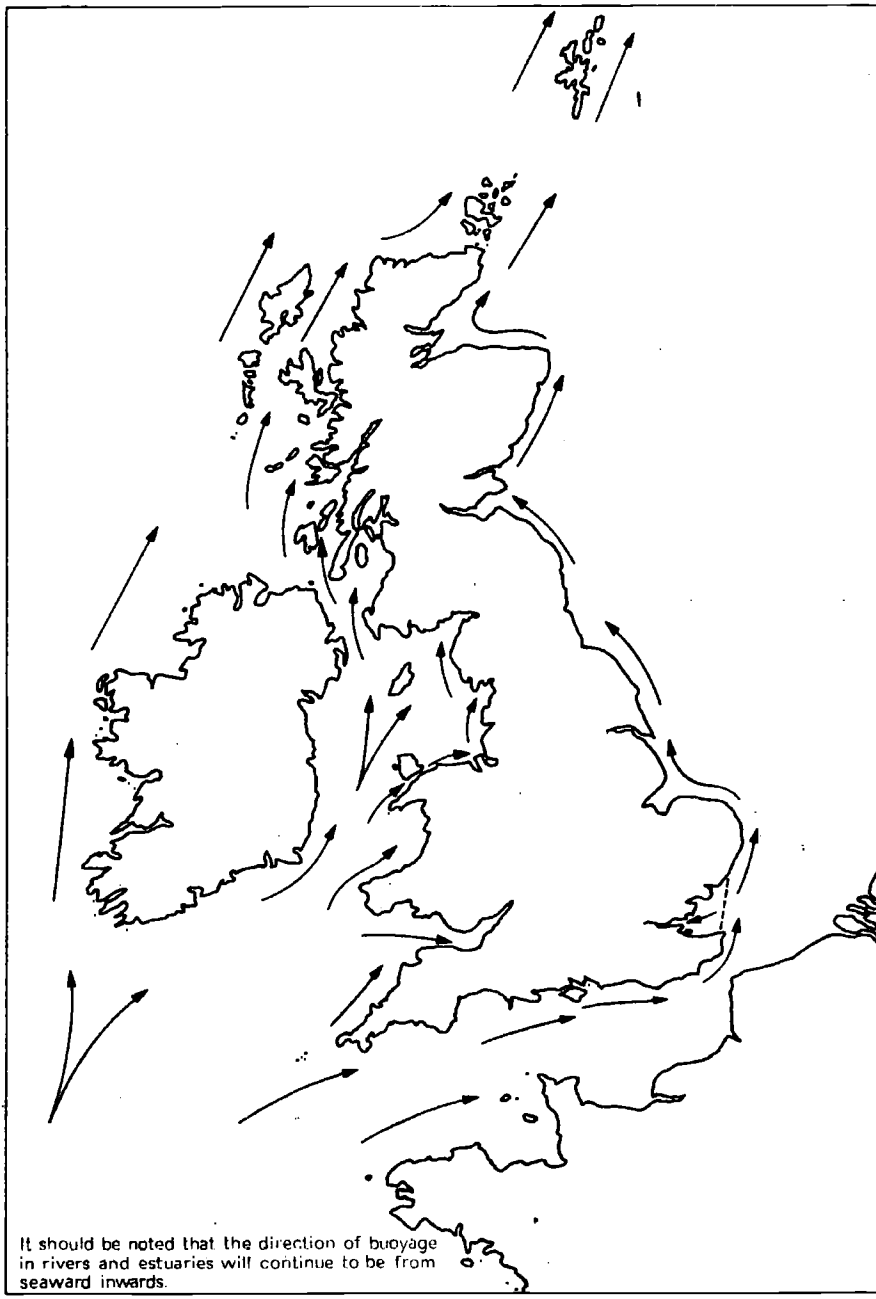 It should be noted that the direction of buoyage
in rivers and estuaries will continue to be from
seaward inwards.